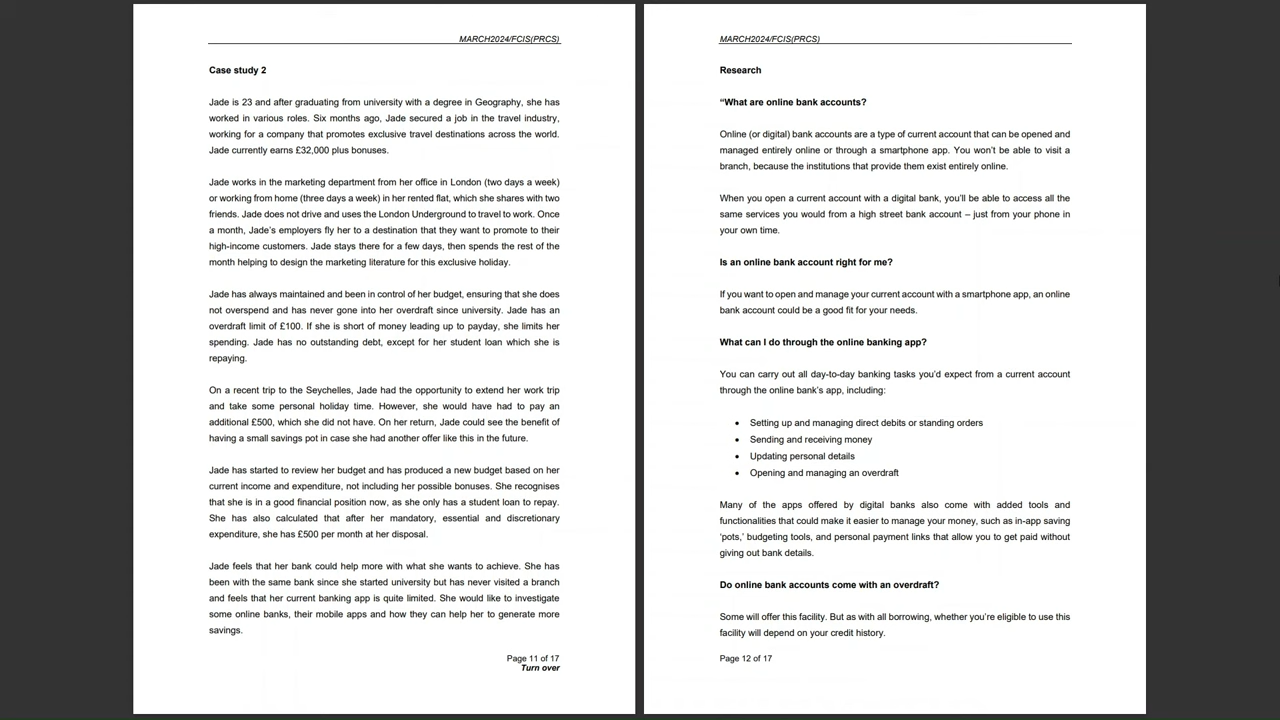 MARCH2024/FCIS(PRCS)
Case study 2
Jade is 23 and after graduating from university with a degree in Geography, she has
worked in various roles. Six months ago, Jade secured a job in the travel industry,
working for a company that promotes exclusive travel destinations across the world.
Jade currently earns £32,000 plus bonuses.
Jade works in the marketing department from her office in London (two days a week)
or working from home (three days a week) in her rented flat, which she shares with two
friends. Jade does not drive and uses the London Underground to travel to work. Once
a month, Jade's employers fly her to a destination that they want to promote to their
high-income customers. Jade stays there for a few days, then spends the rest of the
month helping to design the marketing literature for this exclusive holiday.
Jade has always maintained and been in control of her budget, ensuring that she does
not overspend and has never gone into her overdraft since university. Jade has an
overdraft limit of £100. If she is short of money leading up to payday, she limits her
spending. Jade has no outstanding debt, except for her student loan which she is
repaying.
On a recent trip to the Seychelles, Jade had the opportunity to extend her work trip
and take some personal holiday time. However, she would have had to pay an
additional £500, which she did not have. On her return, Jade could see the benefit of
having a small savings pot in case she had another offer like this in the future.
Jade has started to review her budget and has produced a new budget based on her
current income and expenditure, not including her possible bonuses. She recognises
that she is in a good financial position now, as she only has a student loan to repay.
She has also calculated that after her mandatory, essential and discretionary
expenditure, she has £500 per month at her disposal.
Jade feels that her bank could help more with what she wants to achieve. She has
been with the same bank since she started university but has never visited a branch
and feels that her current banking app is quite limited. She would like to investigate
some online banks, their mobile apps and how they can help her to generate more
savings.
Page 11 of 17
Turn over
MARCH2024/FCIS(PRCS)
Research
“What are online bank accounts?
Online (or digital) bank accounts are a type of current account that can be opened and
managed entirely online or through a smartphone app. You won’t be able to visit a
branch, because the institutions that provide them exist entirely online.
When you open a current account with a digital bank, you’ll be able to access all the
same services you would from a high street bank account – just from your phone in
your own time.
Is an online bank account right for me?
If you want to open and manage your current account with a smartphone app, an online
bank account could be a good fit for your needs.
What can I do through the online banking app?
You can carry out all day-to-day banking tasks you’d expect from a current account
through the online bank’s app, including:
• Setting up and managing direct debits or standing orders
• Sending and receiving money
• Updating personal details
• Opening and managing an overdraft
Many of the apps offered by digital banks also come with added tools and
functionalities that could make it easier to manage your money, such as in-app saving
‘pots,’ budgeting tools, and personal payment links that allow you to get paid without
giving out bank details.
Do online bank accounts come with an overdraft?
Some will offer this facility. But as with all borrowing, whether you’re eligible to use this
facility will depend on your credit history.
Page 12 of 17